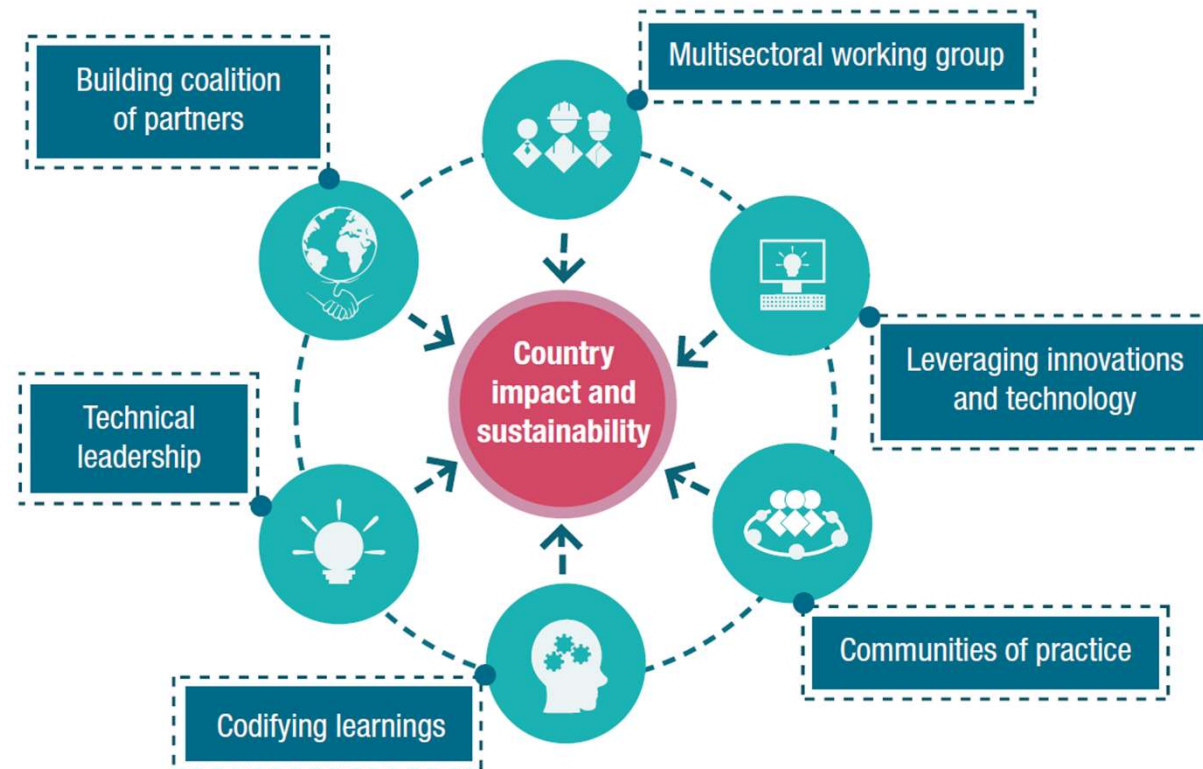 Multisectoral working group
Building coalition
of partners
Country
impact and
sustainability
Leveraging innovations
and technology
Technical
leadership
Communities of practice
Codifying learnings